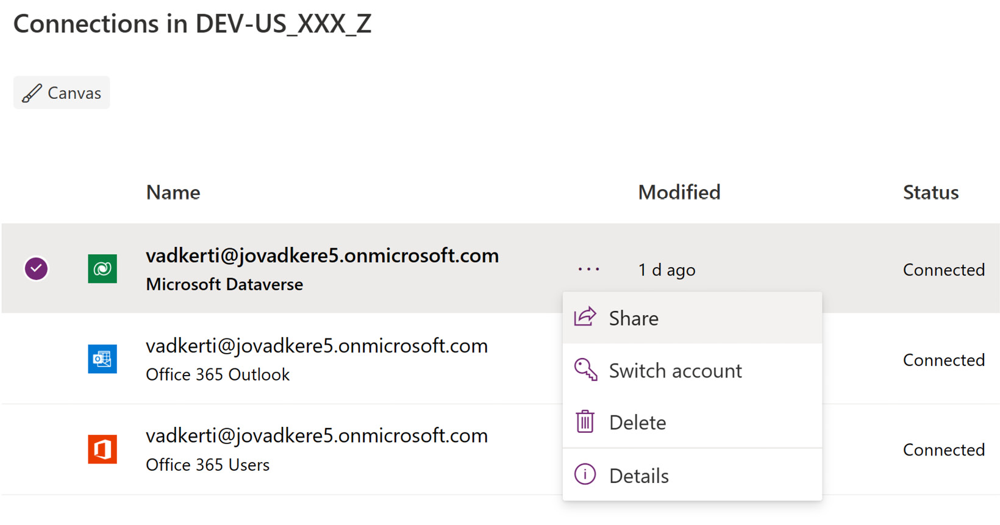 Connections in DEV-US_XXX_Z
Canvas
Name Modified Status
vadkerti@jovadkere5.onmicrosoft.com
Microsoft Dataverse
... 1 d ago Connected
Share
vadkerti@jovadkere5.onmicrosoft.com
Office 365 Outlook
Connected
Switch account
Delete
vadkerti@jovadkere5.onmicrosoft.com
Office 365 Users
Connected
Details